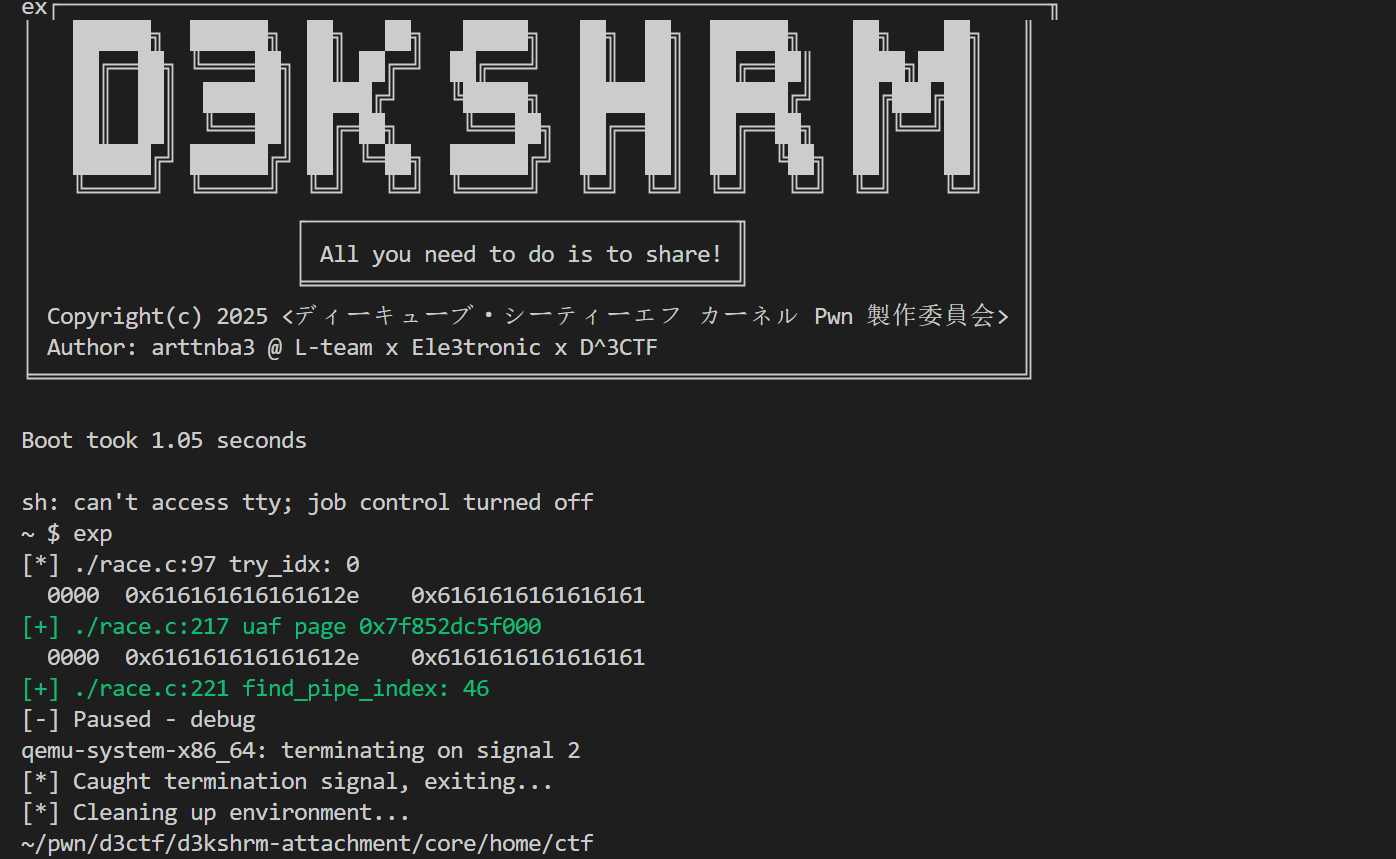 ex
D3KSHRM
All you need to do is to share!
Copyright(c) 2025 <ディーキューブ・シーティーエフ カーネル Pwn 製作委員会>
Author: arttnba3 @ L-team x Ele3tronic x D^3CTF
Boot took 1.05 seconds
sh: can't access tty; job control turned off
~ $ exp
[*] ./race.c:97 try_idx: 0
0000 0x616161616161612e 0x6161616161616161
[+] ./race.c:217 uaf page 0x7f852dc5f000
0000 0x616161616161612e 0x6161616161616161
[+] ./race.c:221 find_pipe_index: 46
[-] Paused - debug
qemu-system-x86_64: terminating on signal 2
[*] Caught termination signal, exiting...
[*] Cleaning up environment...
~/pwn/d3ctf/d3kshrm-attachment/core/home/ctf